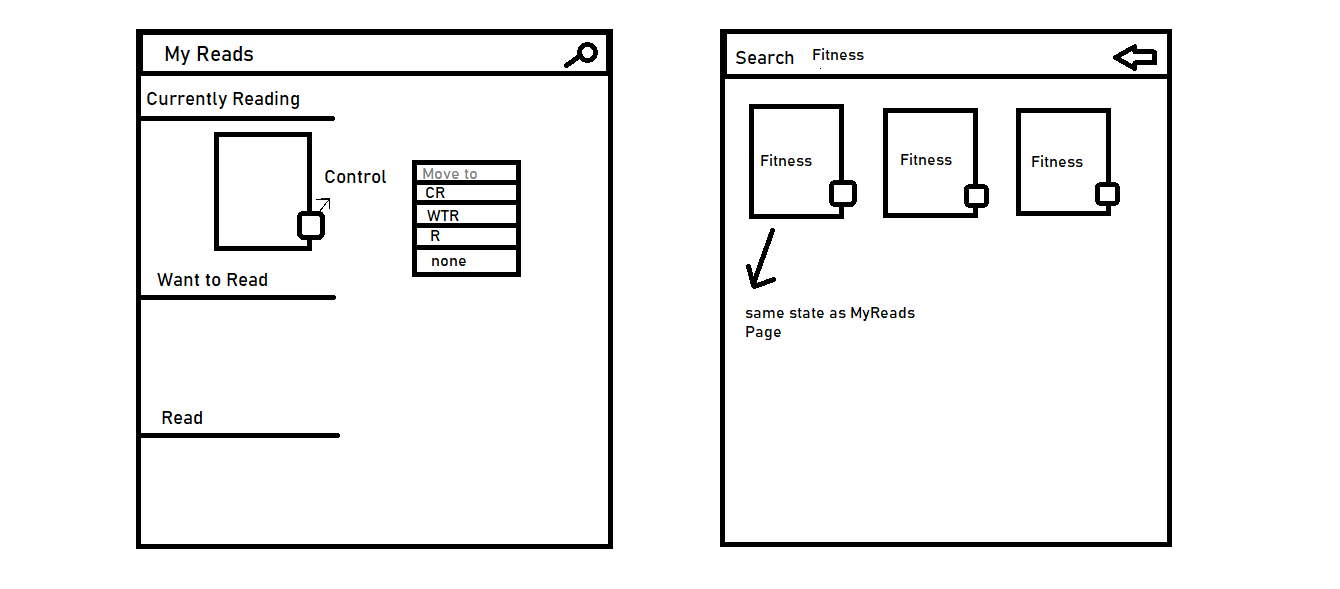 My Reads
Currently Reading
Control
Move to
CR
WTR
R
none
Want to Read
Read
Search Fitness
Fitness
Fitness
Fitness
same state as MyReads
Page